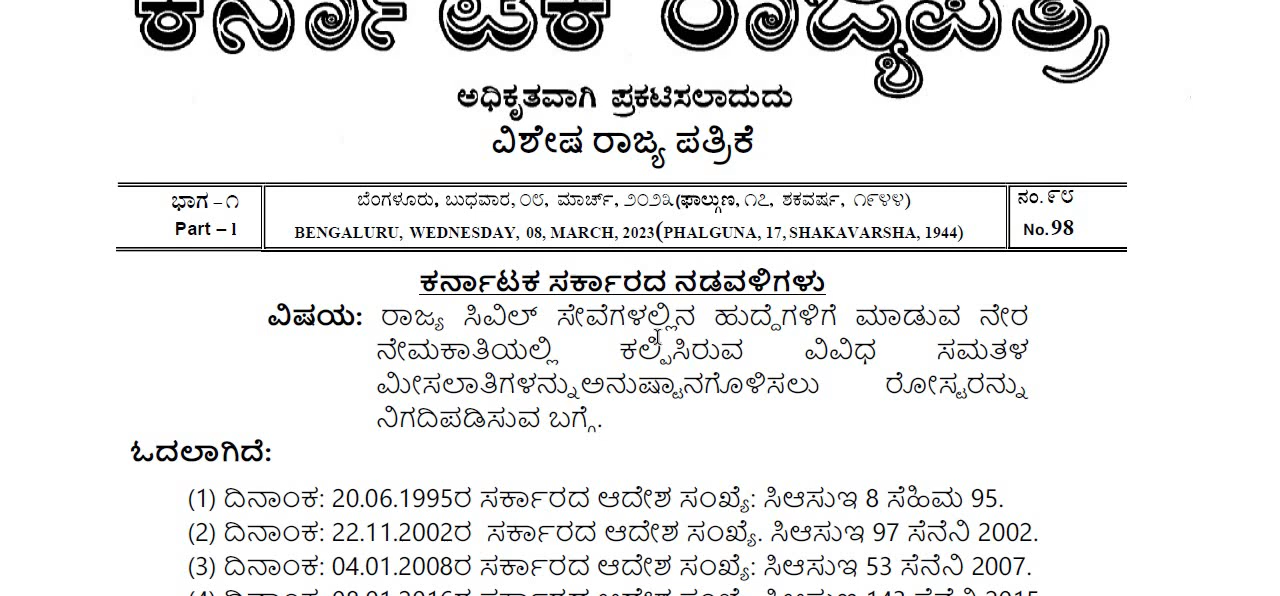 ಕರ್ನಾಟಕ ರಾಜ್ಯಪತ್ರ
ಅಧಿಕೃತವಾಗಿ ಪ್ರಕಟಿಸಲಾದುದು
ವಿಶೇಷ ರಾಜ್ಯ ಪತ್ರಿಕೆ
ಭಾಗ – ೧
Part – I
ಬೆಂಗಳೂರು, ಬುಧವಾರ, ೦೮, ಮಾರ್ಚ್, ೨೦೨೩(ಫಾಲ್ಗುಣ, ೧೭, ಶಕವರ್ಷ, ೧೯೪೪)
BENGALURU, WEDNESDAY, 08, MARCH, 2023(PHALGUNA, 17, SHAKAVARSHA, 1944)
ನಂ. ೯೮
No. 98
ಕರ್ನಾಟಕ ಸರ್ಕಾರದ ನಡವಳಿಗಳು
ವಿಷಯ: ರಾಜ್ಯ ಸಿವಿಲ್ ಸೇವೆಗಳಲ್ಲಿನ ಹುದ್ದೆಗಳಿಗೆ ಮಾಡುವ ನೇರ
ನೇಮಕಾತಿಯಲ್ಲಿ ಕಲ್ಪಿಸಿರುವ ವಿವಿಧ ಸಮತಳ
ಮೀಸಲಾತಿಗಳನ್ನು ಅನುಷ್ಟಾನಗೊಳಿಸಲು ರೋಸ್ಟರನ್ನು
ನಿಗದಿಪಡಿಸುವ ಬಗ್ಗೆ.
ಓದಲಾಗಿದೆ:
(1) ದಿನಾಂಕ: 20.06.1995ರ ಸರ್ಕಾರದ ಆದೇಶ ಸಂಖ್ಯೆ: ಸಿಆಸುಇ 8 ಸೆಹಿಮ 95.
(2) ದಿನಾಂಕ: 22.11.2002ರ ಸರ್ಕಾರದ ಆದೇಶ ಸಂಖ್ಯೆ. ಸಿಆಸುಇ 97 ಸೆನೆನಿ 2002.
(3) ದಿನಾಂಕ: 04.01.2008ರ ಸರ್ಕಾರದ ಆದೇಶ ಸಂಖ್ಯೆ: ಸಿಆಸುಇ 53 ಸೆನೆನಿ 2007.